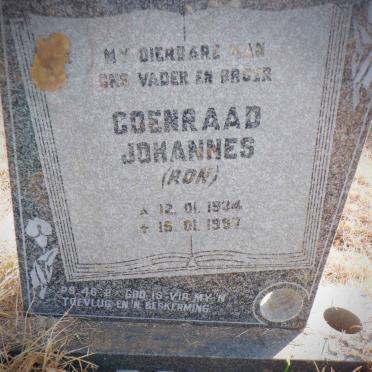 MY DIERBARE MAN
ONS VADER EN BROER
COENRAAD
JOHANNES
(RON)
12. 01. 1934
15. 01. 1997
PS. 46 2 GOD IS VIR MY 'N
TOEVLUG EN 'N BESKERMING